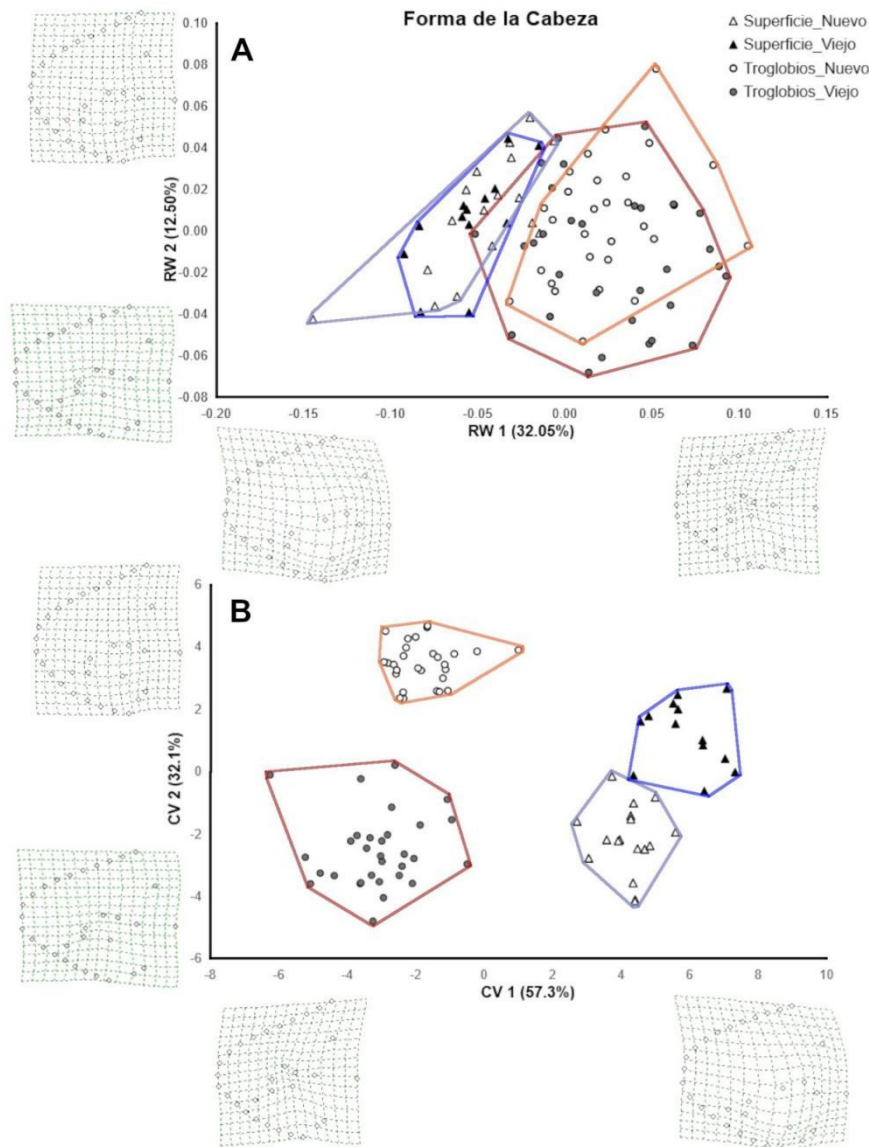 Forma de la Cabeza
△ Superficie_Nuevo
▲ Superficie_Viejo
○ Troglobios_Nuevo
● Troglobios_Viejo
A
0.10
0.08
0.06
0.04
0.02
0.00
-0.02
-0.04
-0.06
-0.08
RW 2 (12.50%)
-0.20 -0.15 -0.10 -0.05 0.00 0.05 0.10 0.15
RW 1 (32.05%)
B
6
4
2
0
-2
-4
-6
CV 2 (32.1%)
-8 -6 -4 -2 0 2 4 6 8 10
CV 1 (57.3%)